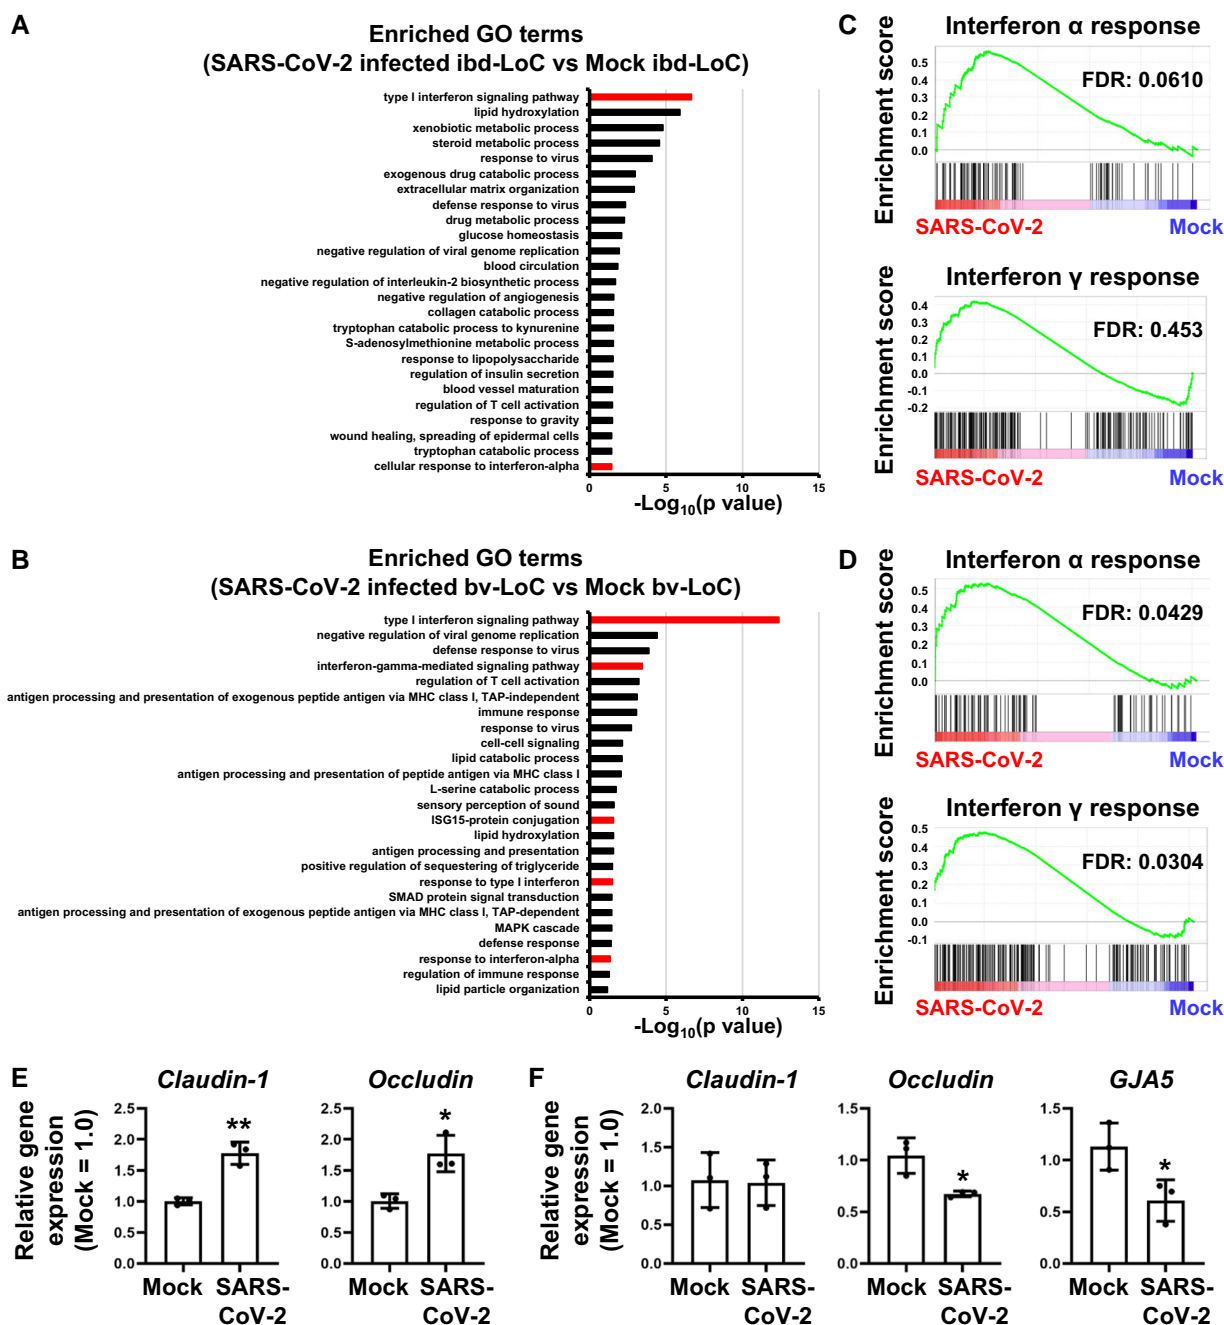 A
Enriched GO terms
(SARS-CoV-2 infected ibd-LoC vs Mock ibd-LoC)
type I interferon signaling pathway
lipid hydroxylation
xenobiotic metabolic process
steroid metabolic process
response to virus
exogenous drug catabolic process
extracellular matrix organization
defense response to virus
drug metabolic process
glucose homeostasis
negative regulation of viral genome replication
blood circulation
negative regulation of interleukin-2 biosynthetic process
negative regulation of angiogenesis
collagen catabolic process
tryptophan catabolic process to kynurenine
S-adenosylmethionine metabolic process
response to lipopolysaccharide
regulation of insulin secretion
blood vessel maturation
regulation of T cell activation
response to gravity
wound healing, spreading of epidermal cells
tryptophan catabolic process
cellular response to interferon-alpha
0 5 10 15
-Log10(p value)
C
Interferon α response
Enrichment score
0.5
0.4
0.3
0.2
0.1
0.0
FDR: 0.0610
SARS-CoV-2 Mock
Interferon γ response
Enrichment score
0.4
0.3
0.2
0.1
0.0
-0.1
-0.2
FDR: 0.453
SARS-CoV-2 Mock
B
Enriched GO terms
(SARS-CoV-2 infected bv-LoC vs Mock bv-LoC)
type I interferon signaling pathway
negative regulation of viral genome replication
defense response to virus
interferon-gamma-mediated signaling pathway
regulation of T cell activation
antigen processing and presentation of exogenous peptide antigen via MHC class I, TAP-independent
immune response
response to virus
cell-cell signaling
lipid catabolic process
antigen processing and presentation of peptide antigen via MHC class I
L-serine catabolic process
sensory perception of sound
ISG15-protein conjugation
lipid hydroxylation
antigen processing and presentation
positive regulation of sequestering of triglyceride
response to type I interferon
SMAD protein signal transduction
antigen processing and presentation of exogenous peptide antigen via MHC class I, TAP-dependent
MAPK cascade
defense response
response to interferon-alpha
regulation of immune response
lipid particle organization
0 5 10 15
-Log10(p value)
D
Interferon α response
Enrichment score
0.5
0.4
0.3
0.2
0.1
0.0
FDR: 0.0429
SARS-CoV-2 Mock
Interferon γ response
Enrichment score
0.5
0.4
0.3
0.2
0.1
0.0
-0.1
FDR: 0.0304
SARS-CoV-2 Mock
E
Relative gene
expression
(Mock = 1.0)
Claudin-1
2.5
2.0
1.5
1.0
0.5
0.0
**
Mock SARS-
CoV-2
Occludin
2.5
2.0
1.5
1.0
0.5
0.0
*
Mock SARS-
CoV-2
F
Relative gene
expression
(Mock = 1.0)
Claudin-1
2.0
1.5
1.0
0.5
0.0
Mock SARS-
CoV-2
Occludin
1.5
1.0
0.5
0.0
*
Mock SARS-
CoV-2
GJA5
1.5
1.0
0.5
0.0
*
Mock SARS-
CoV-2